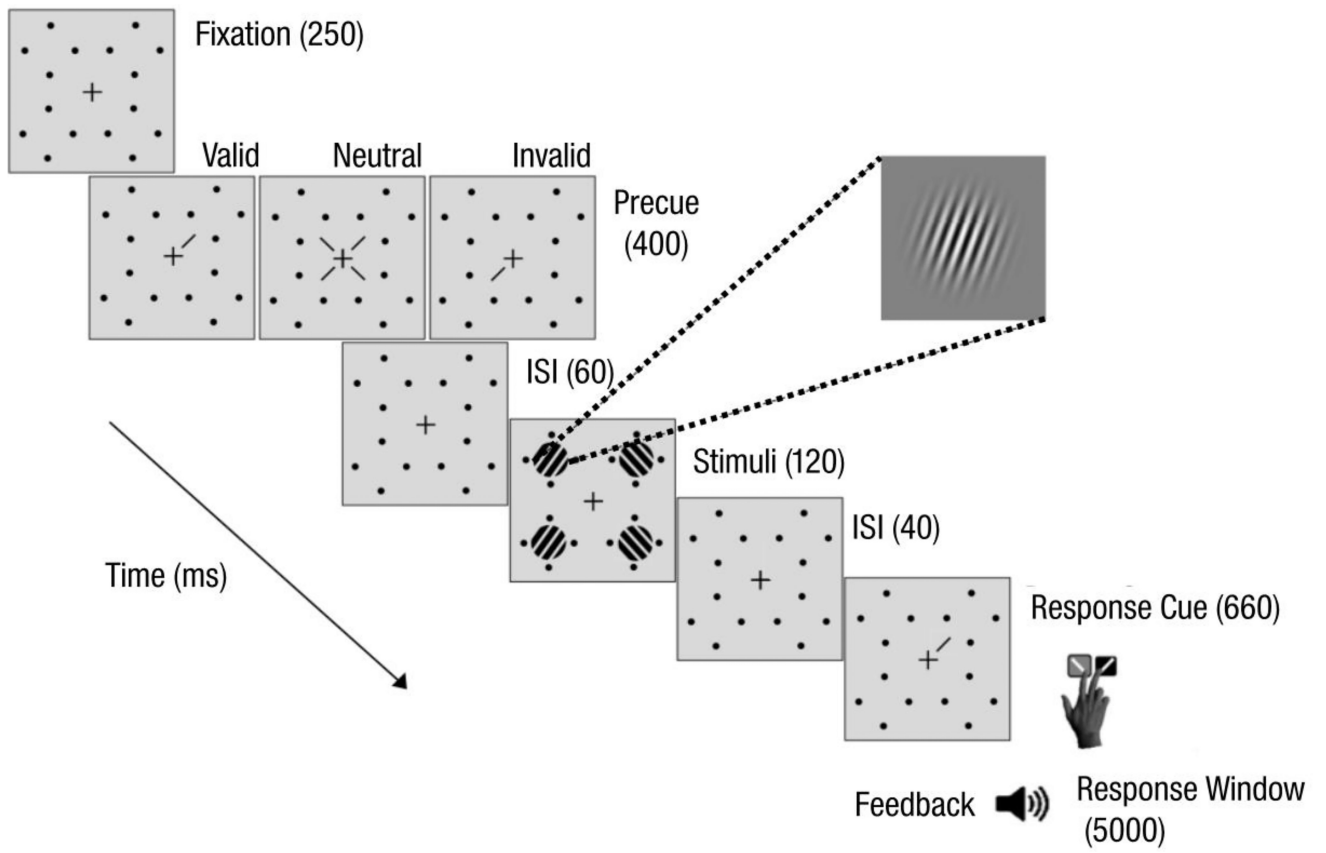 Fixation (250)
Valid
Neutral
Invalid
Precue
(400)
ISI (60)
Stimuli (120)
ISI (40)
Time (ms)
Response Cue (660)
Feedback
Response Window
(5000)